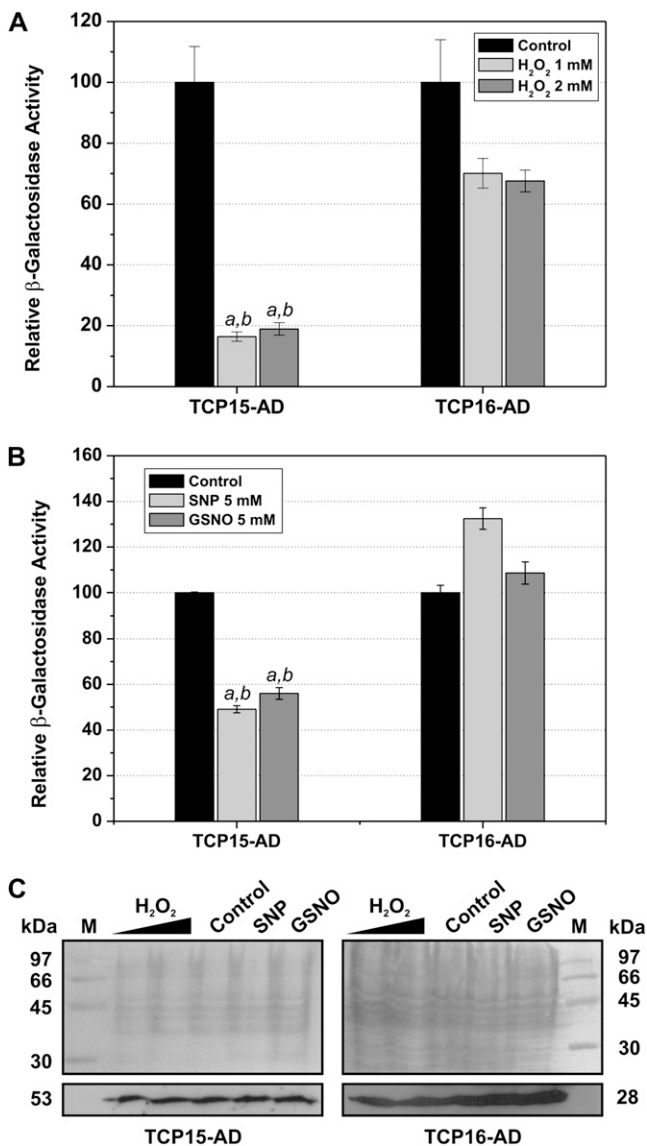 A
Relative β-Galactosidase Activity
120
100
80
60
40
20
0
Control
H₂O₂ 1 mM
H₂O₂ 2 mM
a,b a,b
TCP15-AD TCP16-AD
B
Relative β-Galactosidase Activity
160
140
120
100
80
60
40
20
0
Control
SNP 5 mM
GSNO 5 mM
a,b a,b
TCP15-AD TCP16-AD
C
kDa M H₂O₂ Control SNP GSNO
H₂O₂ Control SNP GSNO M kDa
97 97
66 66
45 45
30 30
53 28
TCP15-AD TCP16-AD